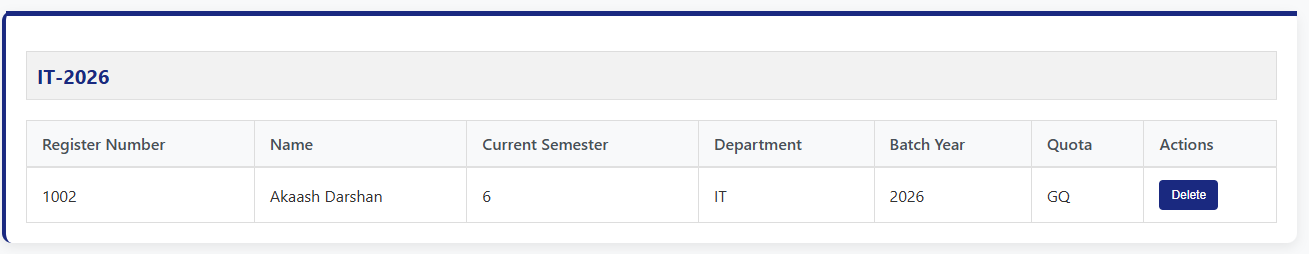 IT-2026
Register Number Name Current Semester Department Batch Year Quota Actions
1002 Akaash Darshan 6 IT 2026 GQ Delete